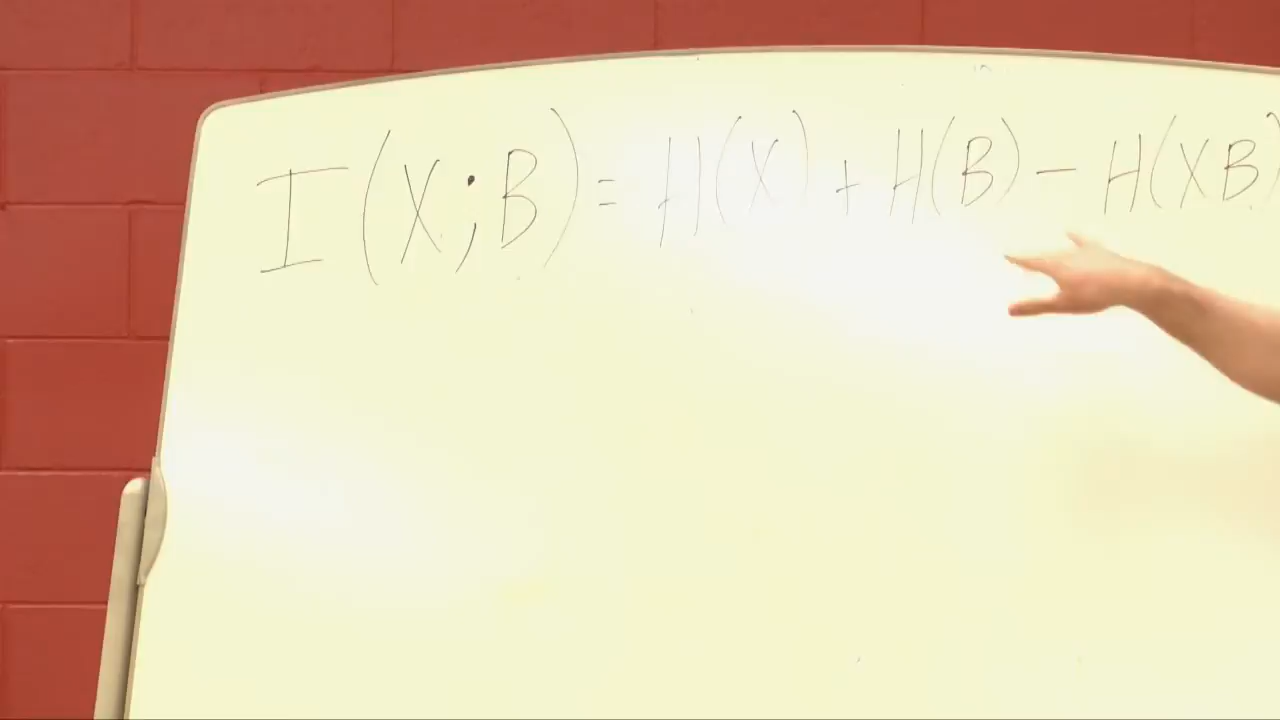 I(X;B) = H(X) + H(B) - H(XB)